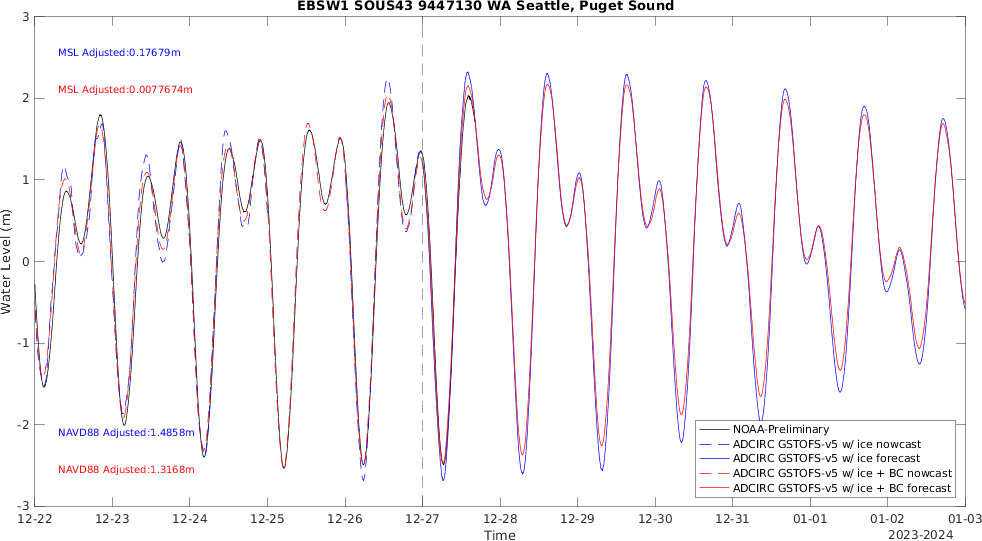 EBSW1 SOUS43 9447130 WA Seattle, Puget Sound
3
MSL Adjusted:0.17679m
MSL Adjusted:0.0077674m
2
1
Water Level (m)
0
-1
-2
NAVD88 Adjusted:1.4858m
NAVD88 Adjusted:1.3168m
-3
NOAA-Preliminary
ADCIRC GSTOFS-v5 w/ ice nowcast
ADCIRC GSTOFS-v5 w/ ice forecast
ADCIRC GSTOFS-v5 w/ ice + BC nowcast
ADCIRC GSTOFS-v5 w/ ice + BC forecast
12-22 12-23 12-24 12-25 12-26 12-27 12-28 12-29 12-30 12-31 01-01 01-02 01-03
Time
2023-2024